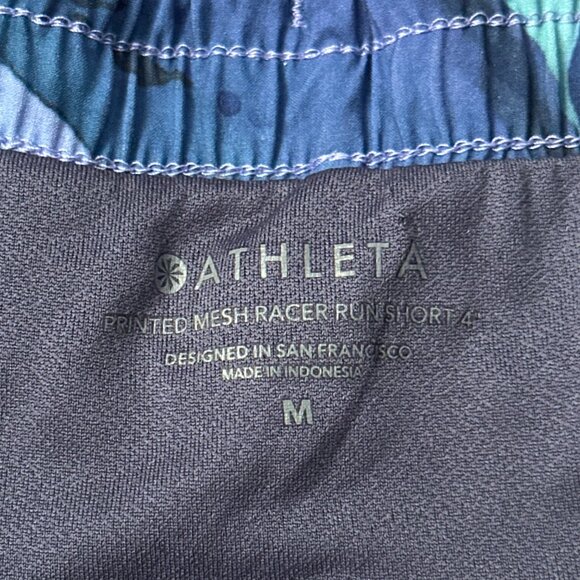 ATHLETA
PRINTED MESH RACER RUN SHORT 4"
DESIGNED IN SAN FRANCISCO
MADE IN INDONESIA
M